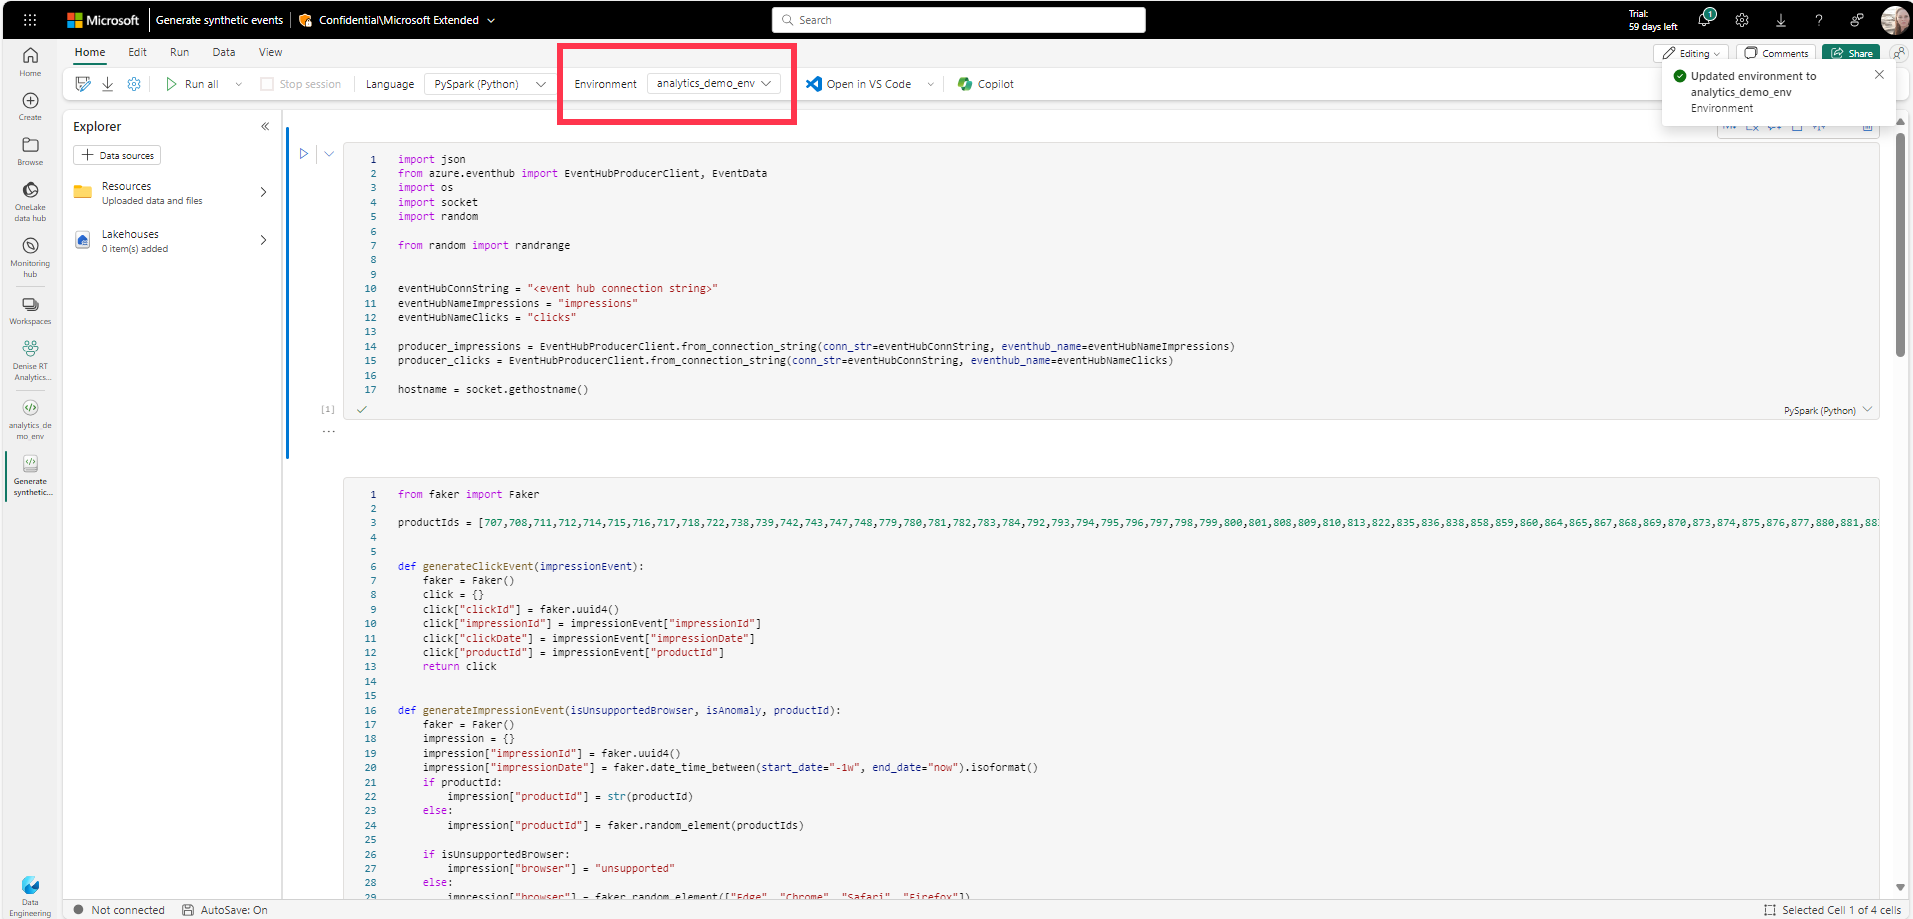 Microsoft
Generate synthetic events
Confidential\Microsoft Extended
Search
Trial:
59 days left
1
?
Home
Edit
Run
Data
View
Editing
Comments
Share
Run all
Stop session
Language
PySpark (Python)
Environment
analytics_demo_env
Open in VS Code
Copilot
Updated environment to
analytics_demo_env
Environment
Home
Create
Browse
OneLake
data hub
Monitoring
hub
Workspaces
Denise RT
Analytics...
analytics_de
mo_env
Generate
synthetic...
Data
Engineering
Explorer
Data sources
Resources
Uploaded data and files
Lakehouses
0 item(s) added
1 import json
2 from azure.eventhub import EventHubProducerClient, EventData
3 import os
4 import socket
5 import random
6
7 from random import randrange
8
9
10 eventHubConnString = "<event hub connection string>"
11 eventHubNameImpressions = "impressions"
12 eventHubNameClicks = "clicks"
13
14 producer_impressions = EventHubProducerClient.from_connection_string(conn_str=eventHubConnString, eventhub_name=eventHubNameImpressions)
15 producer_clicks = EventHubProducerClient.from_connection_string(conn_str=eventHubConnString, eventhub_name=eventHubNameClicks)
16
17 hostname = socket.gethostname()
[1]
PySpark (Python)
...
1 from faker import Faker
2
3 productIds = [707,708,711,712,714,715,716,717,718,722,738,739,742,743,747,748,779,780,781,782,783,784,792,793,794,795,796,797,798,799,800,801,808,809,810,813,822,835,836,838,858,859,860,864,865,867,868,869,870,873,874,875,876,877,880,881,88
4
5
6 def generateClickEvent(impressionEvent):
7 faker = Faker()
8 click = {}
9 click["clickId"] = faker.uuid4()
10 click["impressionId"] = impressionEvent["impressionId"]
11 click["clickDate"] = impressionEvent["impressionDate"]
12 click["productId"] = impressionEvent["productId"]
13 return click
14
15
16 def generateImpressionEvent(isUnsupportedBrowser, isAnomaly, productId):
17 faker = Faker()
18 impression = {}
19 impression["impressionId"] = faker.uuid4()
20 impression["impressionDate"] = faker.date_time_between(start_date="-1w", end_date="now").isoformat()
21 if productId:
22 impression["productId"] = str(productId)
23 else:
24 impression["productId"] = faker.random_element(productIds)
25
26 if isUnsupportedBrowser:
27 impression["browser"] = "unsupported"
28 else:
29 impression["browser"] = faker.random_element(["Edge", "Chrome", "Safari", "Firefox"])
Not connected
AutoSave: On
Selected Cell 1 of 4 cells